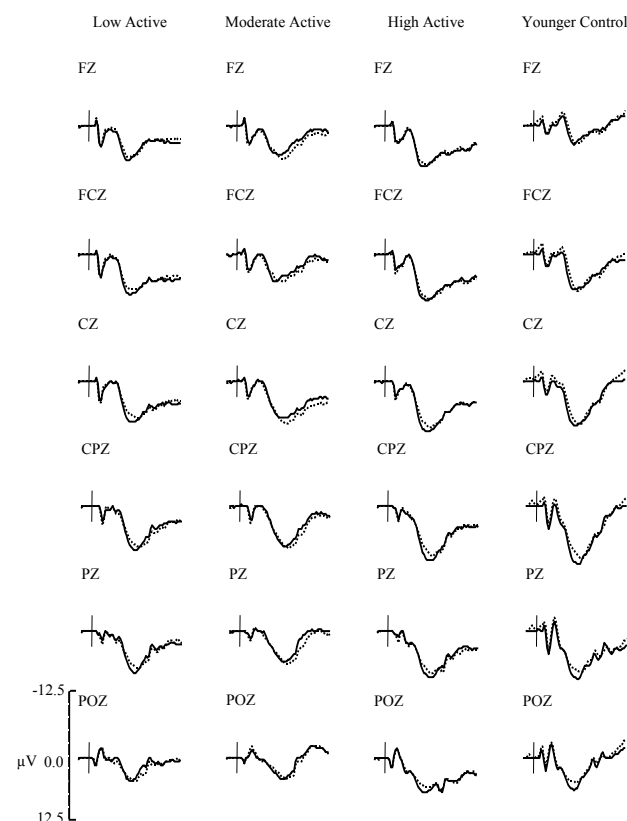 Low Active Moderate Active High Active Younger Control
FZ FZ FZ FZ
FCZ FCZ FCZ FCZ
CZ CZ CZ CZ
CPZ CPZ CPZ CPZ
PZ PZ PZ PZ
-12.5
POZ POZ POZ POZ
µV 0.0
12.5